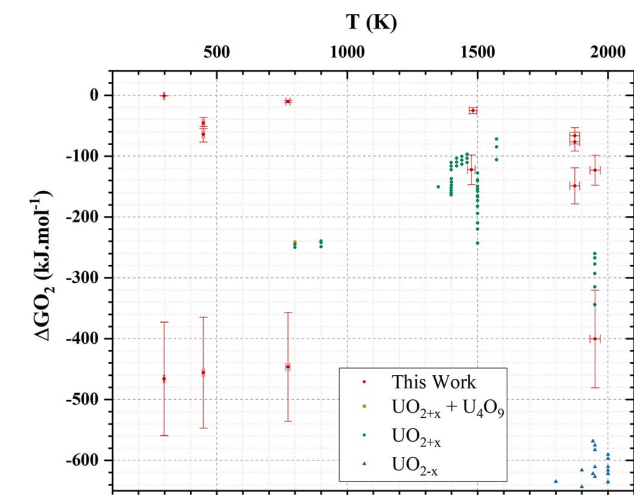 T (K)
500 1000 1500 2000
0
-100
-200
-300
-400
-500
-600
ΔGO₂ (kJ.mol⁻¹)
This Work
UO₂₊ₓ + U₄O₉
UO₂₊ₓ
UO₂₋ₓ